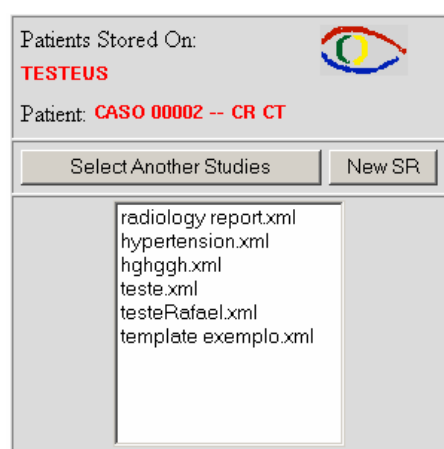 Patients Stored On:
TESTEUS
Patient: CASO 00002 -- CR CT
Select Another Studies New SR
radiology report.xml
hypertension.xml
hghggh.xml
teste.xml
testeRafael.xml
template exemplo.xml